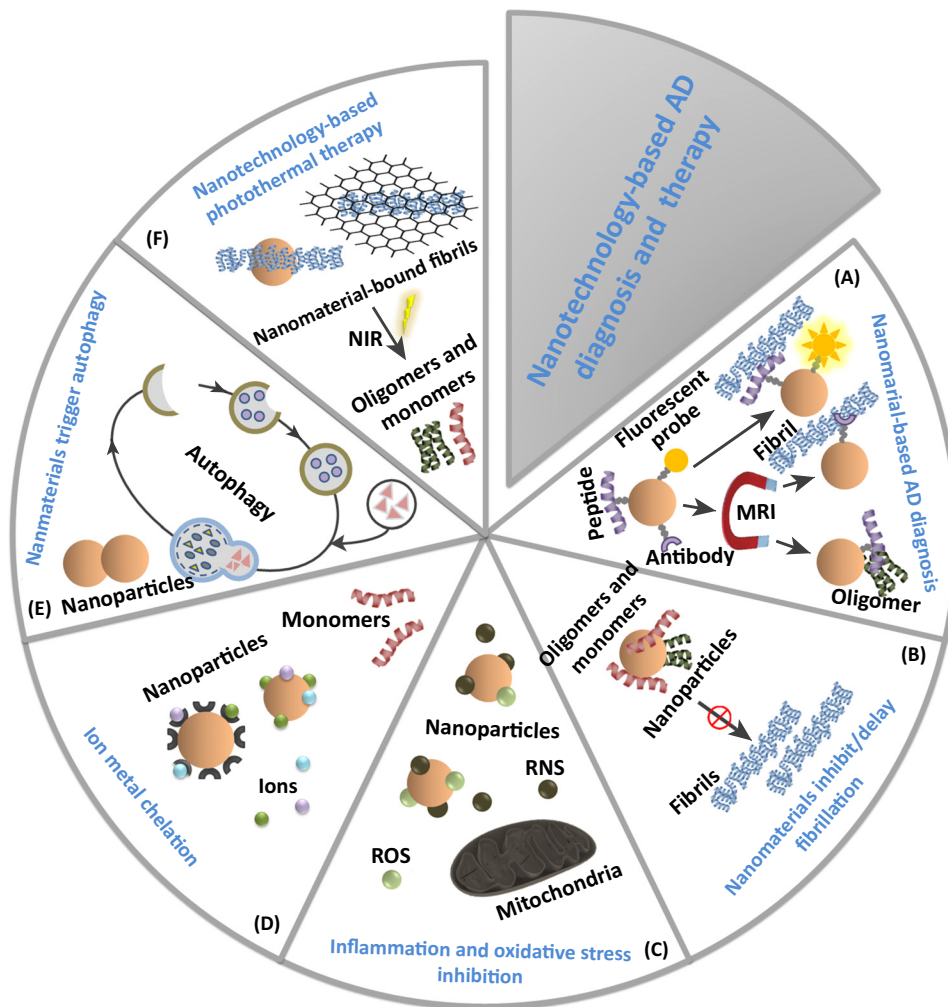 Nanotechnology-based AD
diagnosis and therapy
(A)
Nanomarial-based AD diagnosis
Fluorescent
probe
Fibril
Peptide
MRI
Antibody
Oligomer
(B)
Oligomers and
monomers
Nanoparticles
Fibrils
Nanomaterials inhibit/delay
fibrillation
(C)
Nanoparticles
RNS
ROS
Mitochondria
Inflammation and oxidative stress
inhibition
(D)
Monomers
Nanoparticles
Ions
Ion metal chelation
(E)
Nanmaterials trigger autophagy
Autophagy
Nanoparticles
(F)
Nanotechnology-based
photothermal therapy
Nanomaterial-bound fibrils
NIR
Oligomers and
monomers